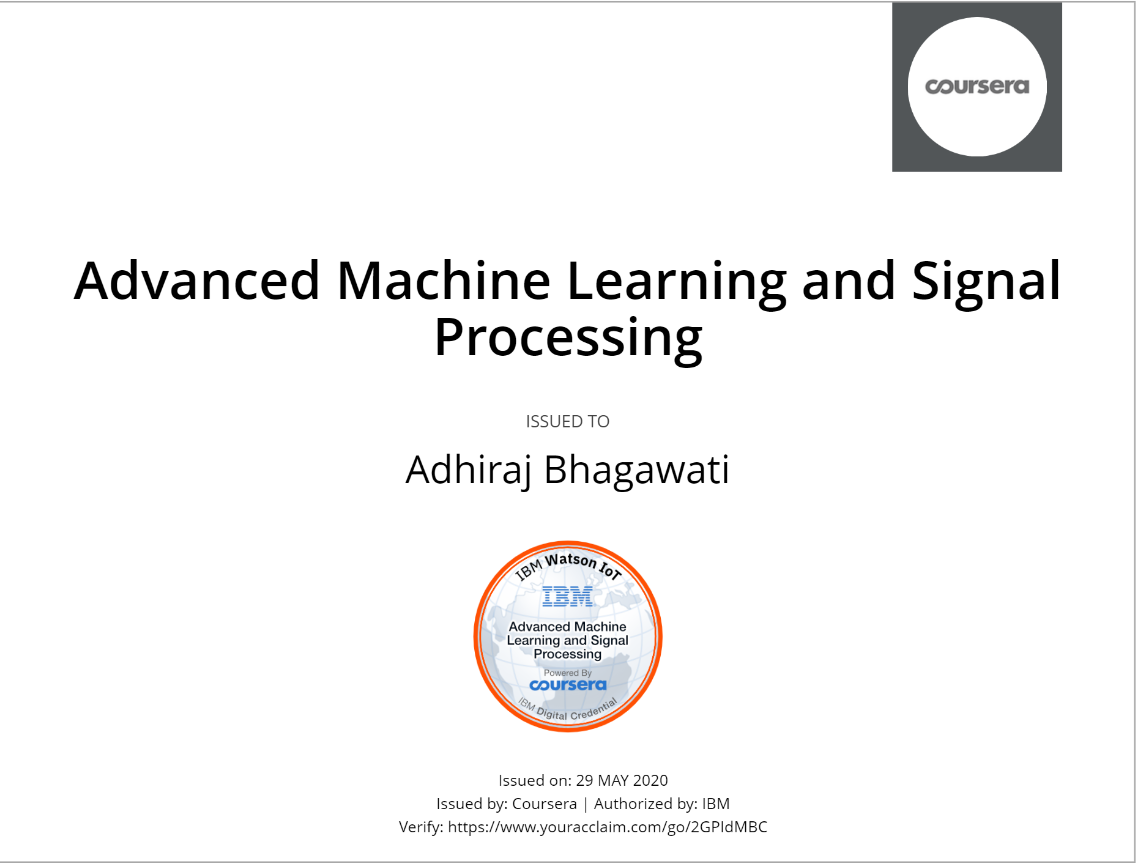 coursera
Advanced Machine Learning and Signal
Processing
ISSUED TO
Adhiraj Bhagawati
IBM Watson IoT
IBM
Advanced Machine
Learning and Signal
Processing
Powered By
coursera
IBM Digital Credential
Issued on: 29 MAY 2020
Issued by: Coursera | Authorized by: IBM
Verify: https://www.youracclaim.com/go/2GPIdMBC